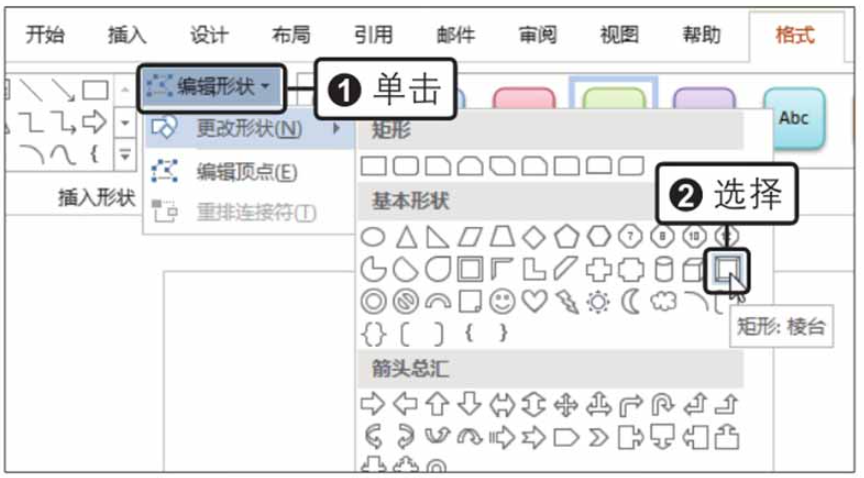 开始 插入 设计 布局 引用 邮件 审阅 视图 帮助 格式
编辑形状
❶ 单击
Abc
更改形状(N)
矩形
编辑顶点(E)
插入形状
重排连接符(T)
基本形状
❷ 选择
7 8 10
矩形: 棱台
箭头总汇